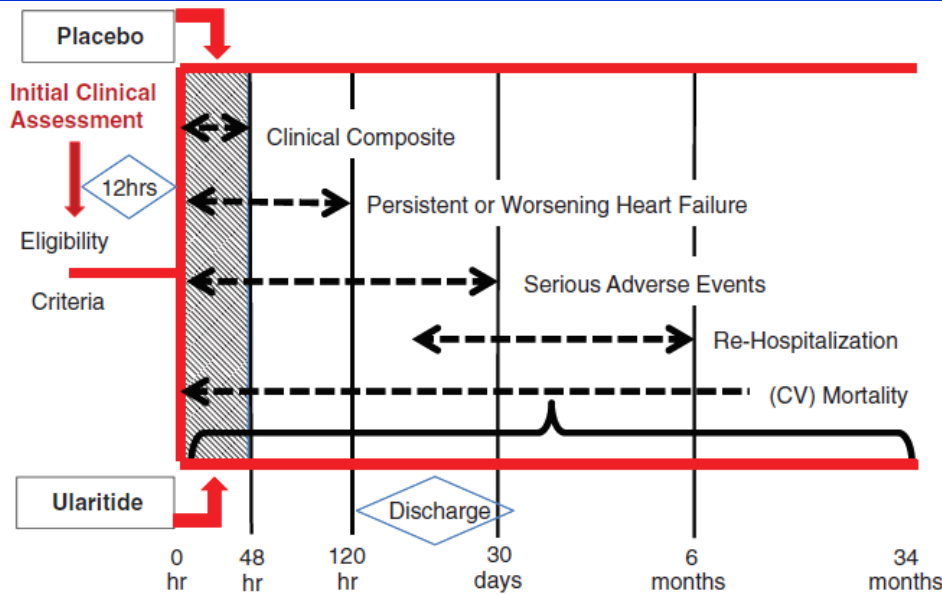 Placebo
Initial Clinical
Assessment
12hrs
Eligibility
Criteria
Clinical Composite
Persistent or Worsening Heart Failure
Serious Adverse Events
Re-Hospitalization
(CV) Mortality
Ularitide
Discharge
0
hr
48
hr
120
hr
30
days
6
months
34
months